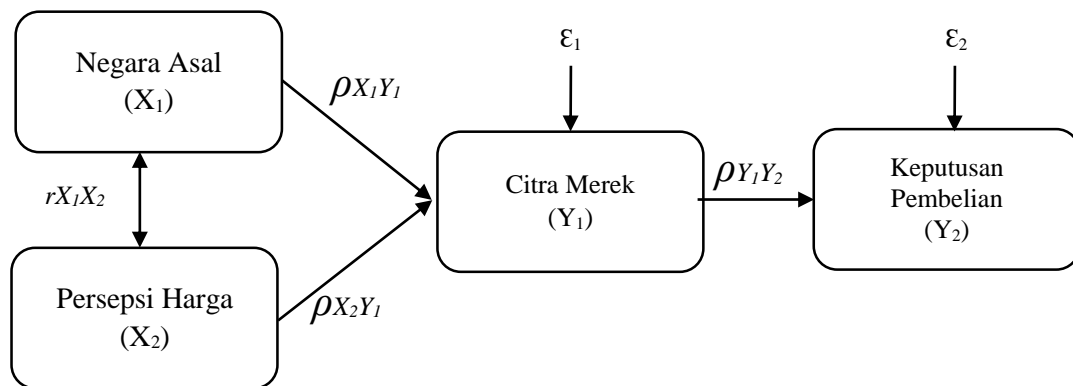 Negara Asal
(X₁)
ρX₁Y₁
ε₁
ε₂
rX₁X₂
Citra Merek
(Y₁)
ρY₁Y₂
Keputusan
Pembelian
(Y₂)
Persepsi Harga
(X₂)
ρX₂Y₁